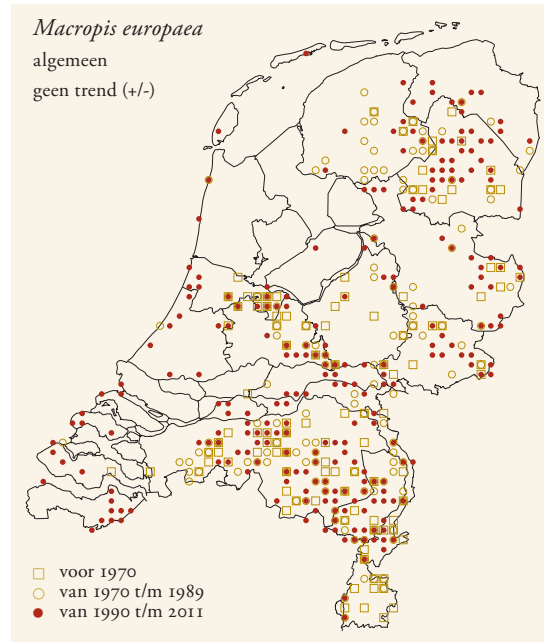 Macropis europaea
algemeen
geen trend (+/-)
voor 1970
van 1970 t/m 1989
van 1990 t/m 2011